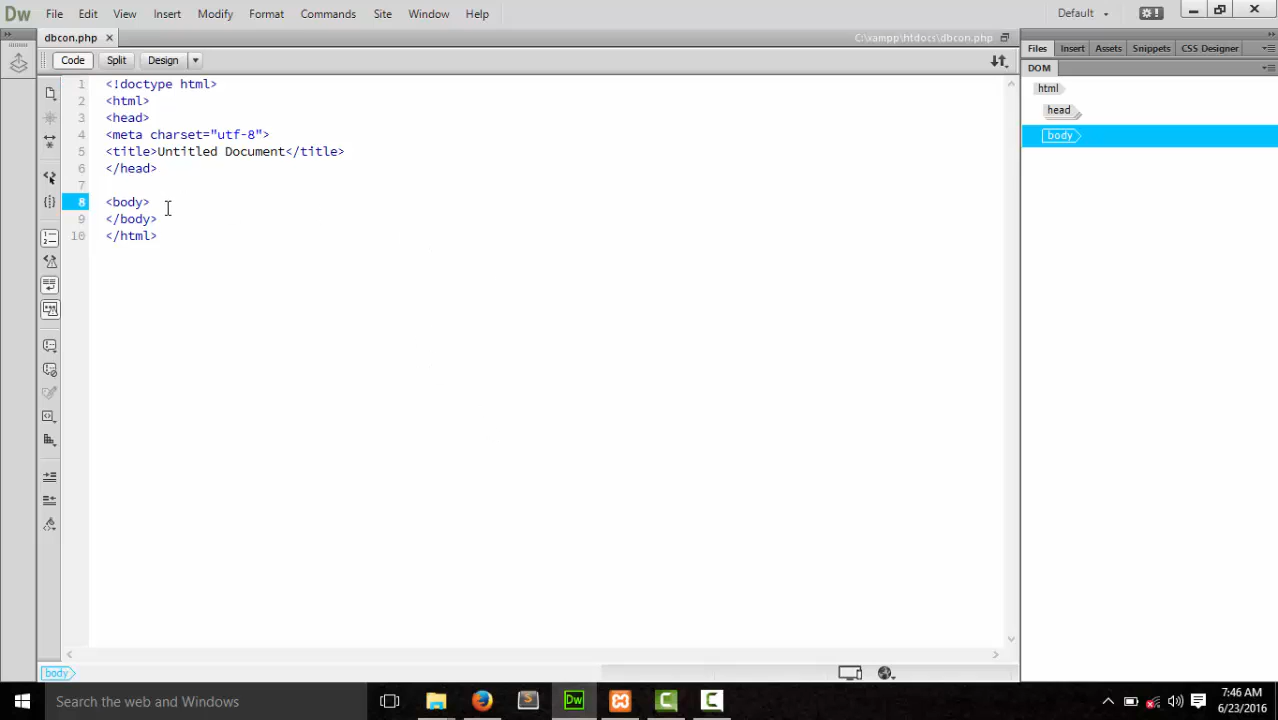 Dw File Edit View Insert Modify Format Commands Site Window Help Default
dbcon.php C:\xampp\htdocs\dbcon.php Files Insert Assets Snippets CSS Designer
Code Split Design DOM
1 <!doctype html>
2 <html>
3 <head>
4 <meta charset="utf-8">
5 <title>Untitled Document</title>
6 </head>
7
8 <body>
9 </body>
10 </html>
html
head
body
body
Search the web and Windows Dw
7:46 AM
6/23/2016